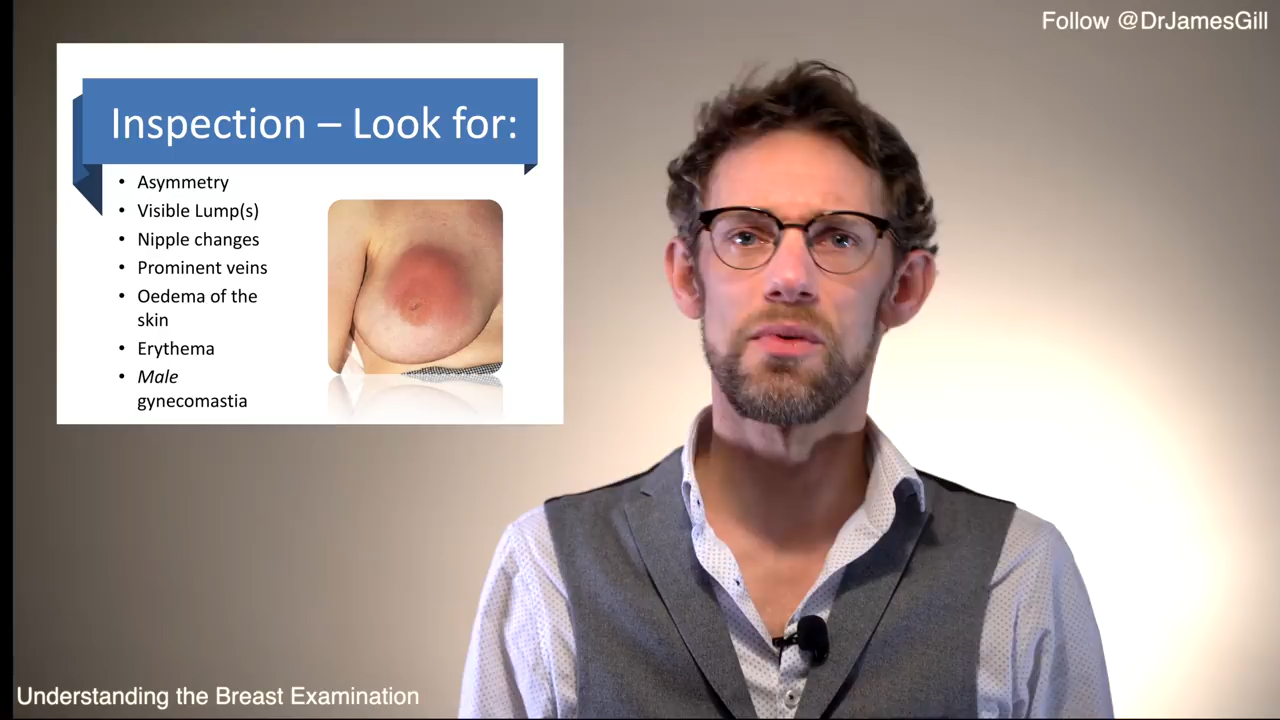 Follow @DrJamesGill
Inspection – Look for:
• Asymmetry
• Visible Lump(s)
• Nipple changes
• Prominent veins
• Oedema of the
skin
• Erythema
• Male
gynecomastia
Understanding the Breast Examination